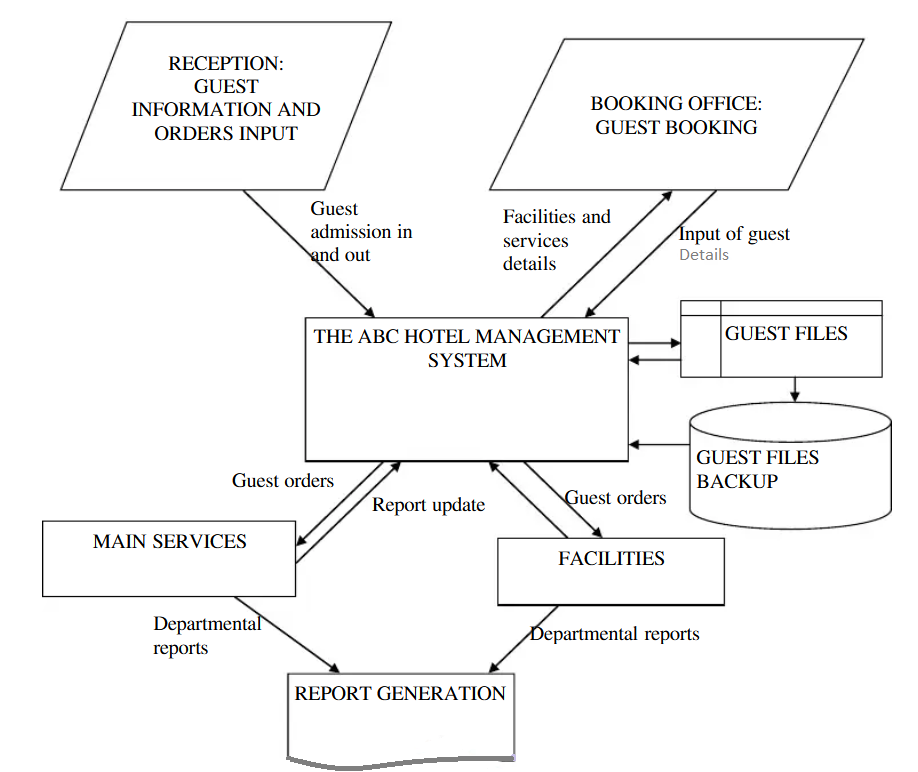 RECEPTION:
GUEST
INFORMATION AND
ORDERS INPUT
BOOKING OFFICE:
GUEST BOOKING
Guest
admission in
and out
Facilities and
services
details
Input of guest
Details
THE ABC HOTEL MANAGEMENT
SYSTEM
GUEST FILES
GUEST FILES
BACKUP
Guest orders
Report update
Guest orders
MAIN SERVICES
FACILITIES
Departmental
reports
Departmental reports
REPORT GENERATION